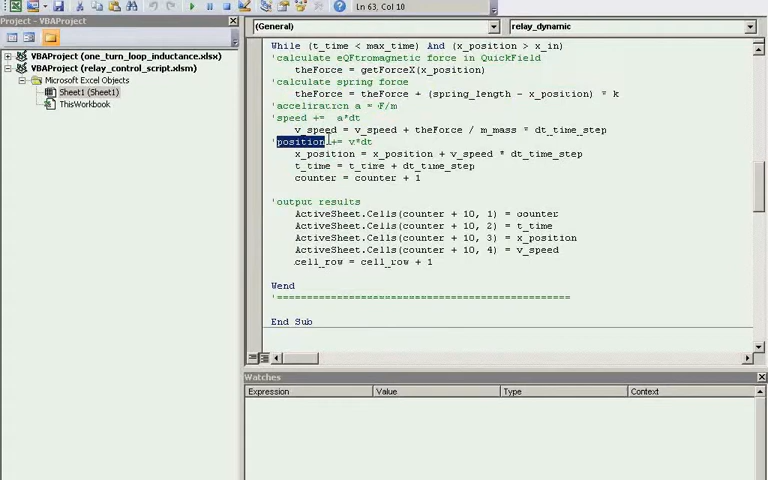 Ln 63, Col 10
Project - VBAProject
(General)
relay_dynamic
VBAProject (one_turn_loop_inductance.xlsx)
VBAProject (relay_control_script.xlsm)
Microsoft Excel Objects
Sheet1 (Sheet1)
ThisWorkbook
While (t_time < max_time) And (x_position > x_in)
'calculate eQFtromagnetic force in QuickField
theForce = getForceX(x_position)
'calculate spring force
theForce = theForce + (spring_length - x_position) * k
'acceliration a = F/m
'speed += a*dt
v_speed = v_speed + theForce / m_mass * dt_time_step
'position += v*dt
x_position = x_position + v_speed * dt_time_step
t_time = t_time + dt_time_step
counter = counter + 1
'output results
ActiveSheet.Cells(counter + 10, 1) = counter
ActiveSheet.Cells(counter + 10, 2) = t_time
ActiveSheet.Cells(counter + 10, 3) = x_position
ActiveSheet.Cells(counter + 10, 4) = v_speed
cell_row = cell_row + 1
Wend
'=================================================
End Sub
Watches
Expression Value Type Context